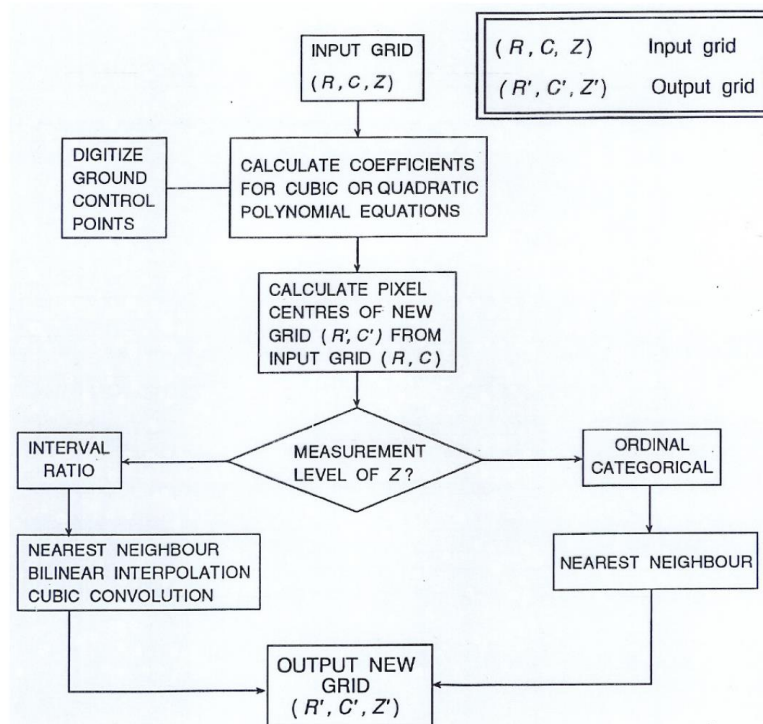 INPUT GRID
(R, C, Z)
(R, C, Z) Input grid
(R', C', Z') Output grid
DIGITIZE
GROUND
CONTROL
POINTS
CALCULATE COEFFICIENTS
FOR CUBIC OR QUADRATIC
POLYNOMIAL EQUATIONS
CALCULATE PIXEL
CENTRES OF NEW
GRID (R', C') FROM
INPUT GRID (R, C)
MEASUREMENT
LEVEL OF Z?
INTERVAL
RATIO
ORDINAL
CATEGORICAL
NEAREST NEIGHBOUR
BILINEAR INTERPOLATION
CUBIC CONVOLUTION
NEAREST NEIGHBOUR
OUTPUT NEW
GRID
(R', C', Z')